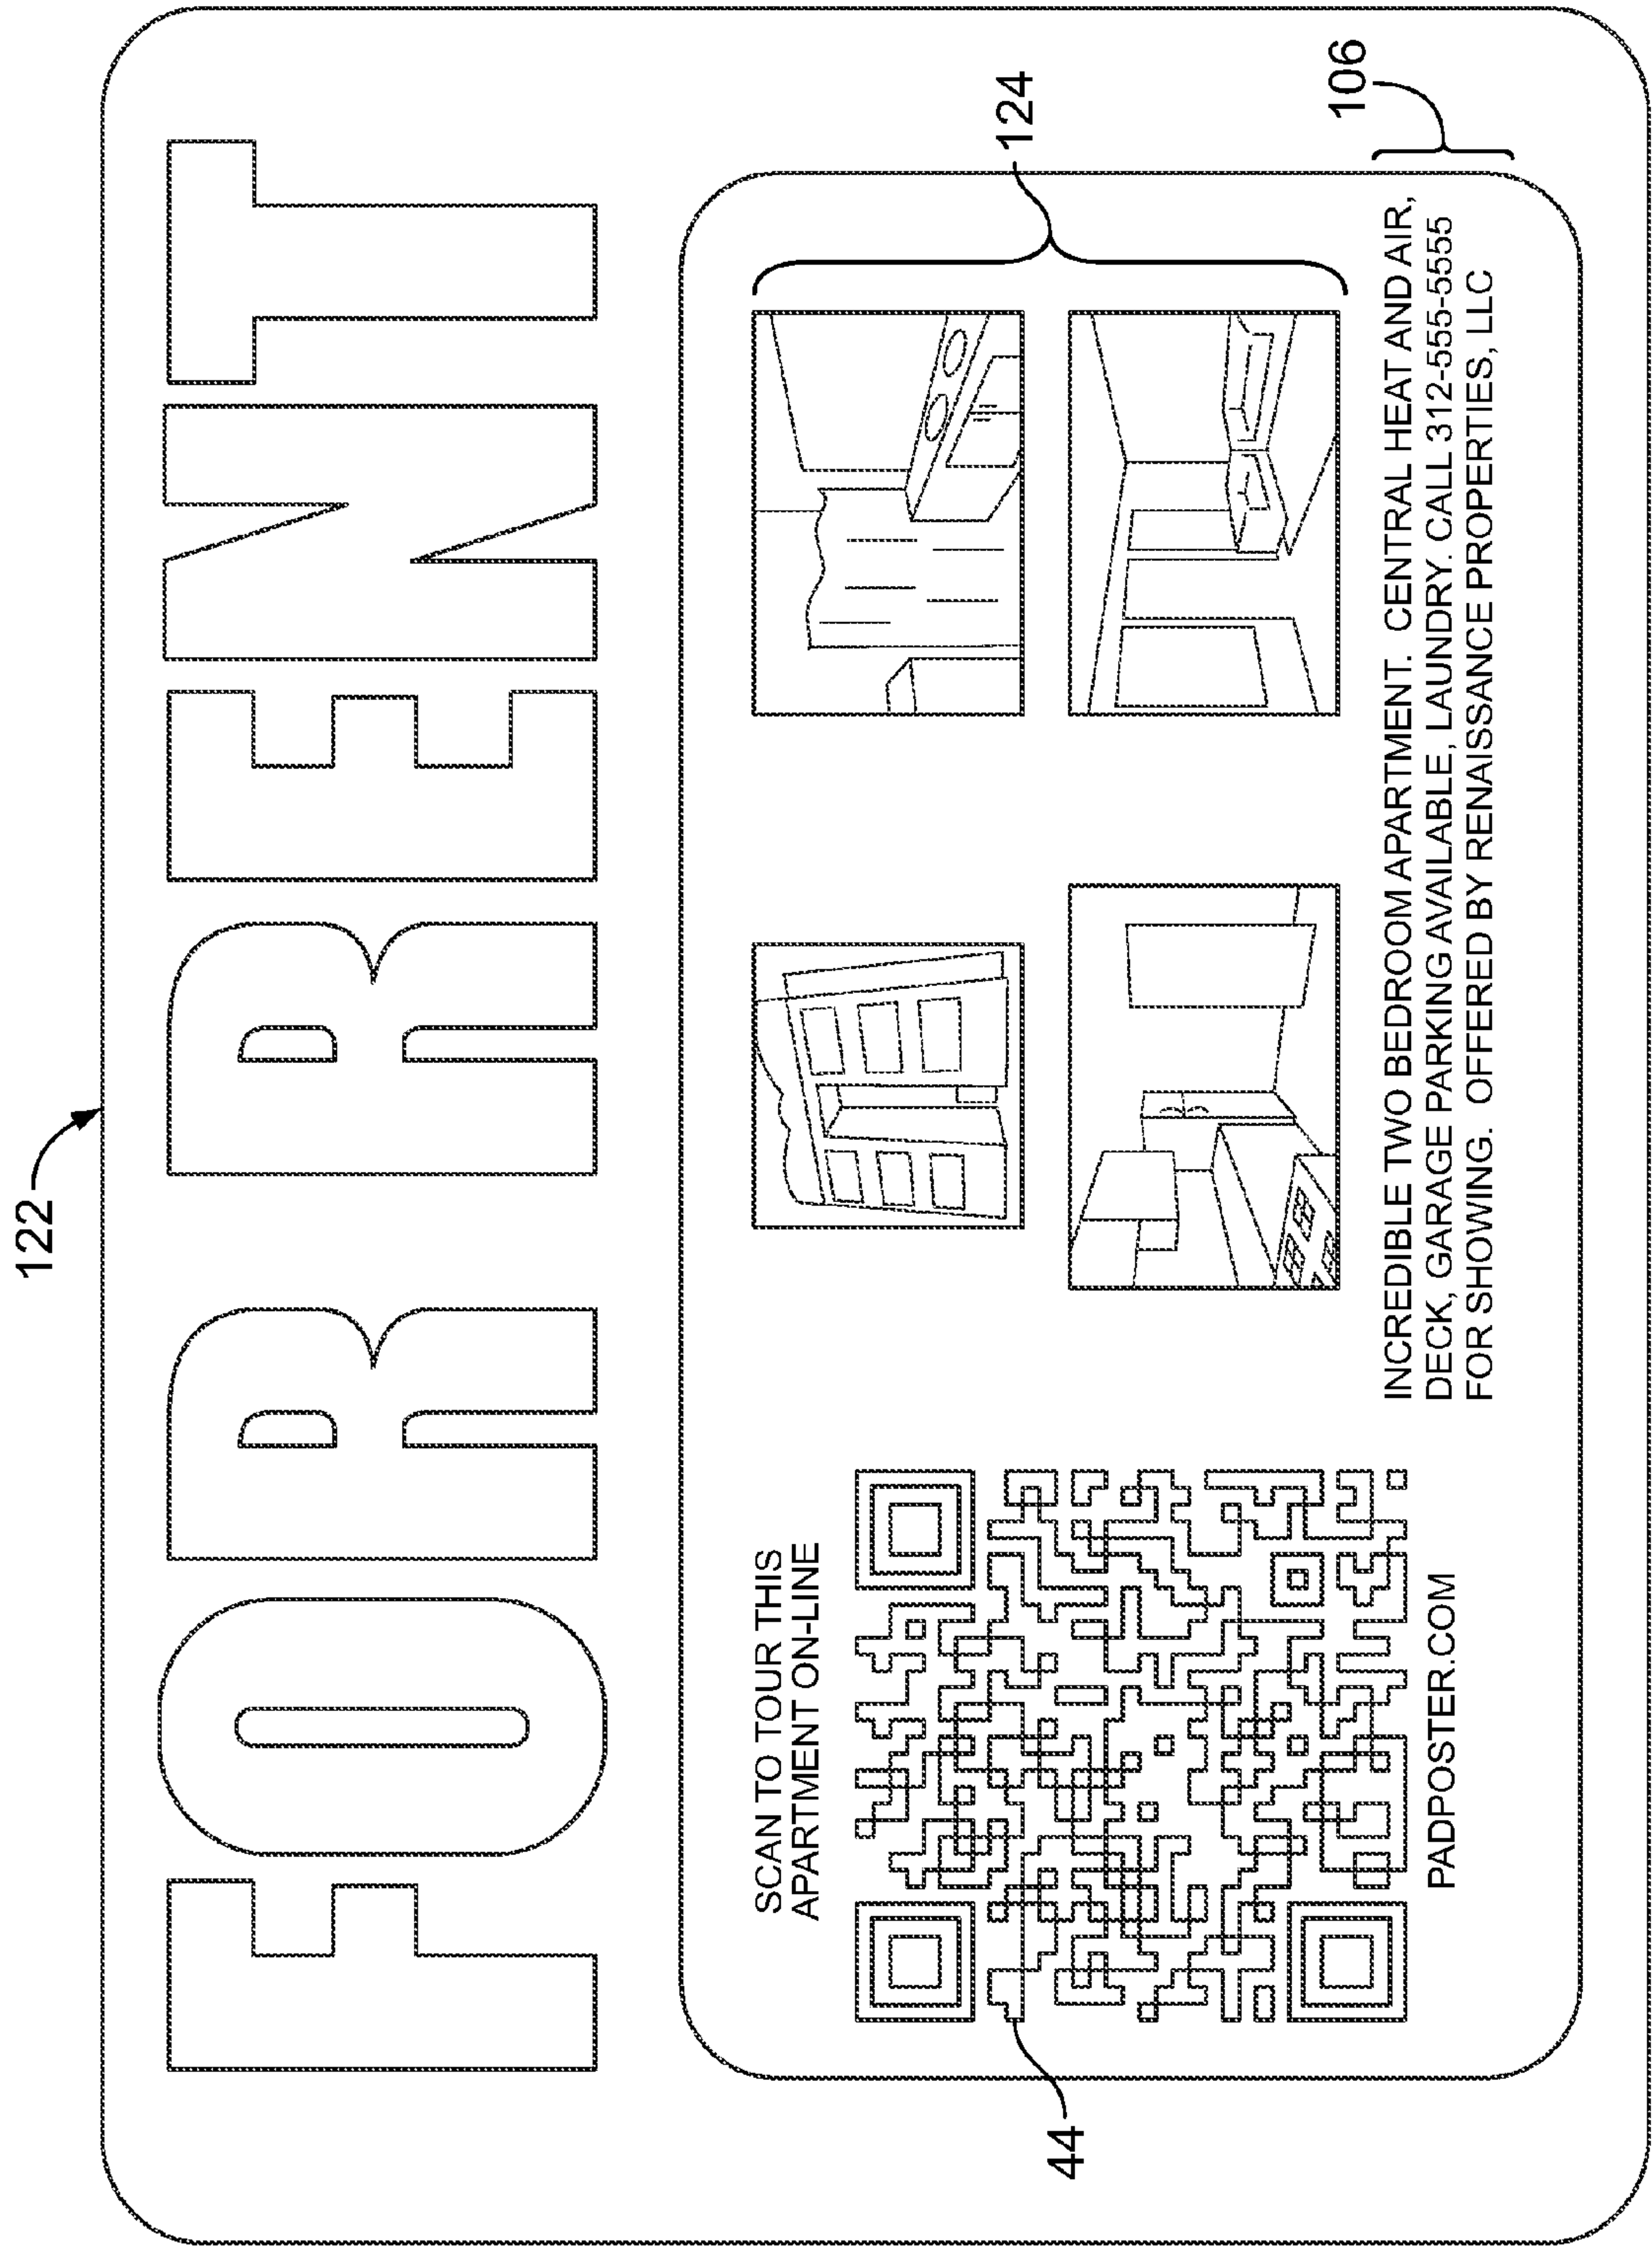 122
FOR RENT
SCAN TO TOUR THIS
APARTMENT ON-LINE
44
PADPOSTER.COM
124
INCREDIBLE TWO BEDROOM APARTMENT. CENTRAL HEAT AND AIR,
DECK, GARAGE PARKING AVAILABLE, LAUNDRY. CALL 312-555-5555
FOR SHOWING. OFFERED BY RENAISSANCE PROPERTIES, LLC
106